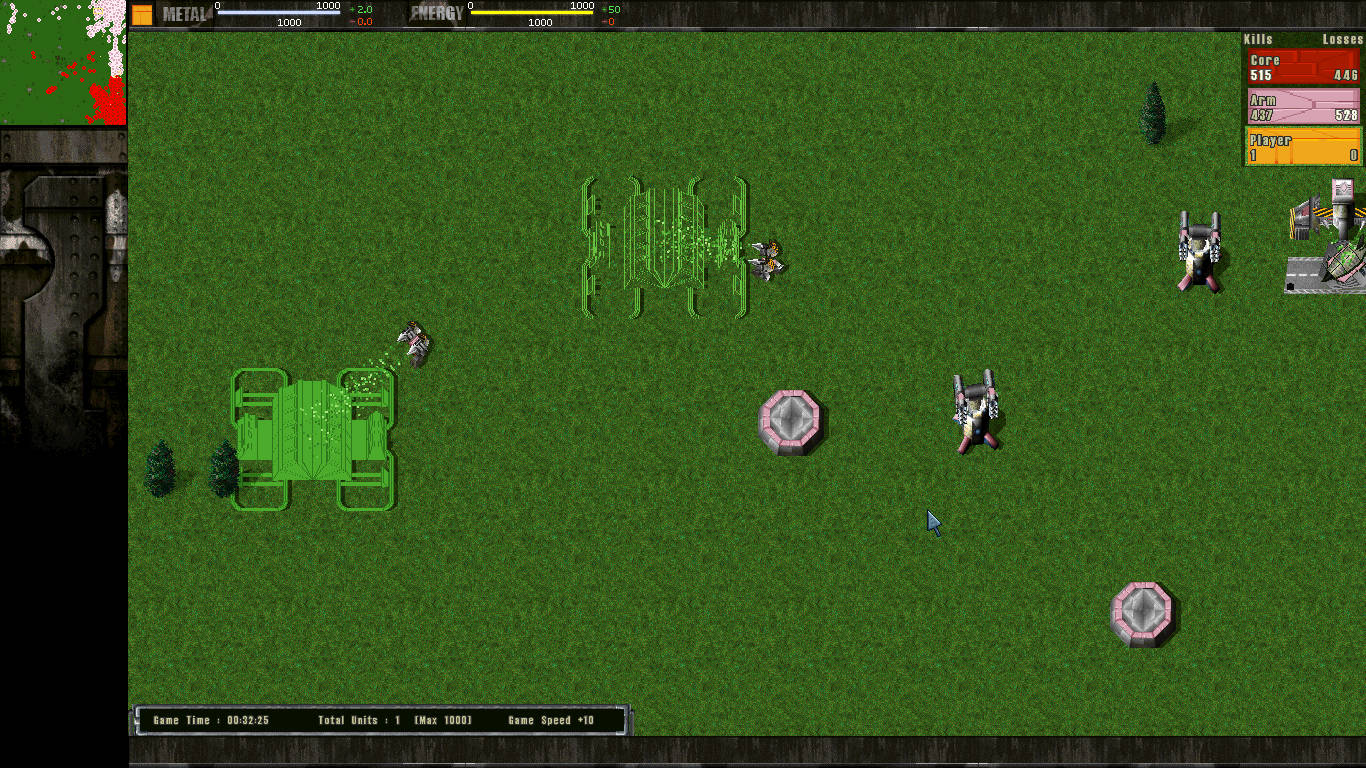 METAL 0 1000 +2.0 ENERGY 0 1000 +50
1000 -0.0 1000 +0
Kills Losses
Core
515 446
Arm
437 528
Player
1 0
Game Time : 00:32:25 Total Units : 1 [Max 1000] Game Speed +10